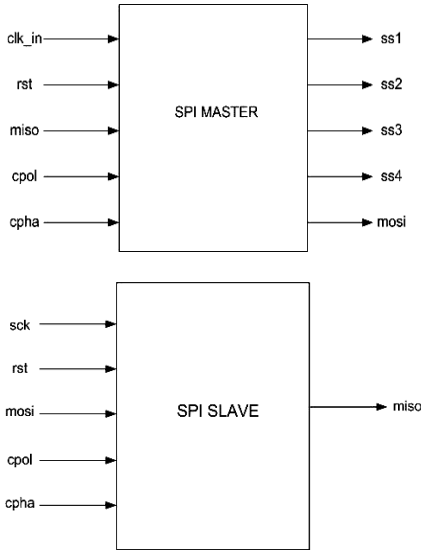 clk_in ss1
rst ss2
SPI MASTER
miso ss3
cpol ss4
cpha mosi
sck
rst
miso
mosi SPI SLAVE
cpol
cpha